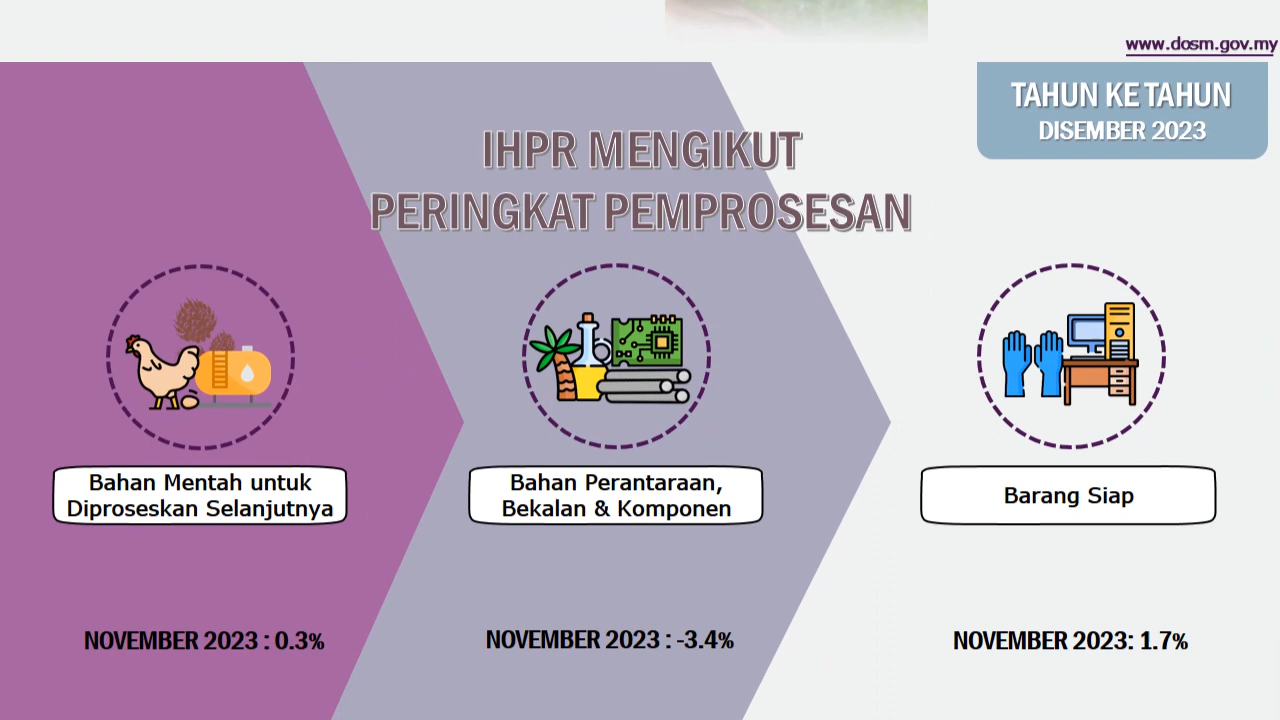 www.dosm.gov.my
TAHUN KE TAHUN
DISEMBER 2023
IHPR MENGIKUT
PERINGKAT PEMPROSESAN
Bahan Mentah untuk
Diproseskan Selanjutnya
Bahan Perantaraan,
Bekalan & Komponen
Barang Siap
NOVEMBER 2023 : 0.3%
NOVEMBER 2023 : -3.4%
NOVEMBER 2023: 1.7%